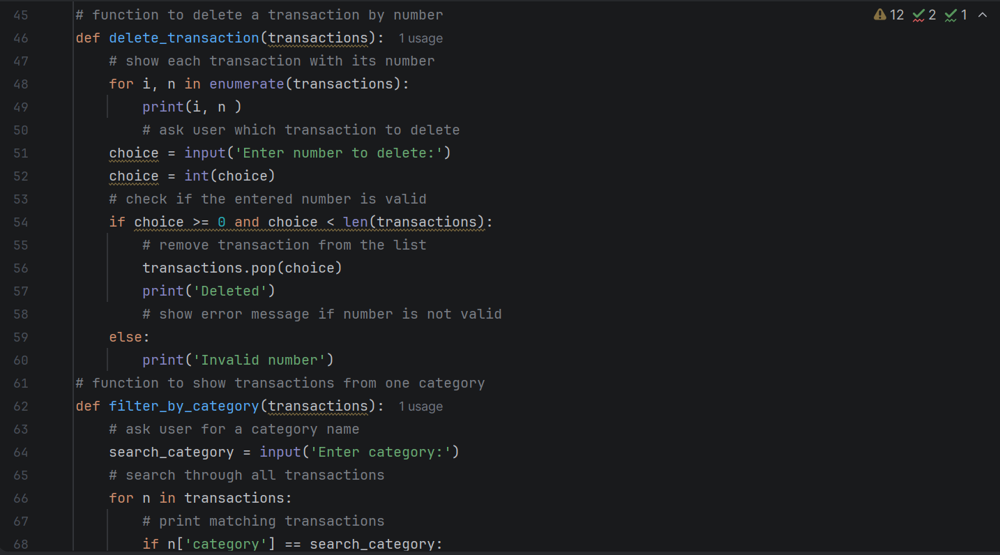 45 # function to delete a transaction by number 12 2 1
46 def delete_transaction(transactions): 1 usage
47     # show each transaction with its number
48     for i, n in enumerate(transactions):
49         print(i, n )
50         # ask user which transaction to delete
51     choice = input('Enter number to delete:')
52     choice = int(choice)
53     # check if the entered number is valid
54     if choice >= 0 and choice < len(transactions):
55         # remove transaction from the list
56         transactions.pop(choice)
57         print('Deleted')
58         # show error message if number is not valid
59     else:
60         print('Invalid number')
61 # function to show transactions from one category
62 def filter_by_category(transactions): 1 usage
63     # ask user for a category name
64     search_category = input('Enter category:')
65     # search through all transactions
66     for n in transactions:
67         # print matching transactions
68         if n['category'] == search_category: